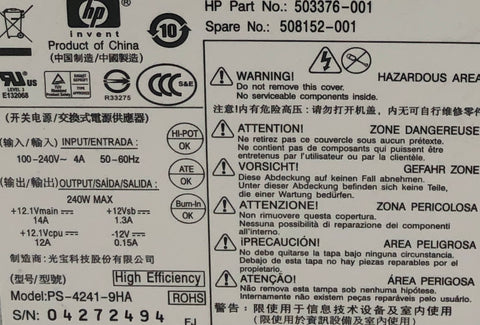 hp
invent
HP Part No.: 503376-001
Spare No.: 508152-001
Product of China
(中国制造/中國製造)
10
UL US
LISTED
E132068
TÜV
R33275
CCC S&E
WARNING! HAZARDOUS AREA
Do not remove this cover.
No serviceable components inside.
注意!内有危险高压:请勿打开机盖,内无可自行维修零件
ATTENTION! ZONE DANGEREUSE
Ne retirez pas ce couvercle sous aucun prétexte.
Ne contient pas de composants qui puissent être
entretenir par l'utilisateur ou par la clientèle.
VORSICHT! GEFAHR ZONE
Diese Abdeckung auf keinen Fall abnehmen.
Unter dieser Abdeckung befinden sich keine Teile,
die einer Wartung bedürfen.
ATTENZIONE! ZONA PERICOLOSA
Non rimuovere questa copertura.
Nessuna possibilità di riparazione dei componenti
all'interno.
¡PRECAUCIÓN! AREA PELIGROSA
No debe quitarse la tapa bajo ninguna circunstancia.
Debajo de esta tapa no hay piezas reparables por el
propietario.
ATENÇÃO! ÁREA PERIGOSA
Não remova esta tampa sob nenhuma hipótese.
Internamente não existem peças reparáveis pelo usuário.
警告:限使用于信息技术设备及室内使用
(限使用於信息技術設備及室內使用)
(开关电源/交換式電源供應器)
(输入/輸入) INPUT/ENTRADA:
100-240V~ 4A 50-60Hz
(输出/輸出) OUTPUT/SAÍDA/SALIDA:
240W MAX
+12.1Vmain +12Vsb
14A 1.3A
+12.1Vcpu -12V
12A 0.15A
HI-POT
OK
ATE
OK
Burn-in
OK
制造商:光宝科技股份有限公司
(型号/型號) High Efficiency
Model:PS-4241-9HA ROHS
S/N: 04272494 FJ